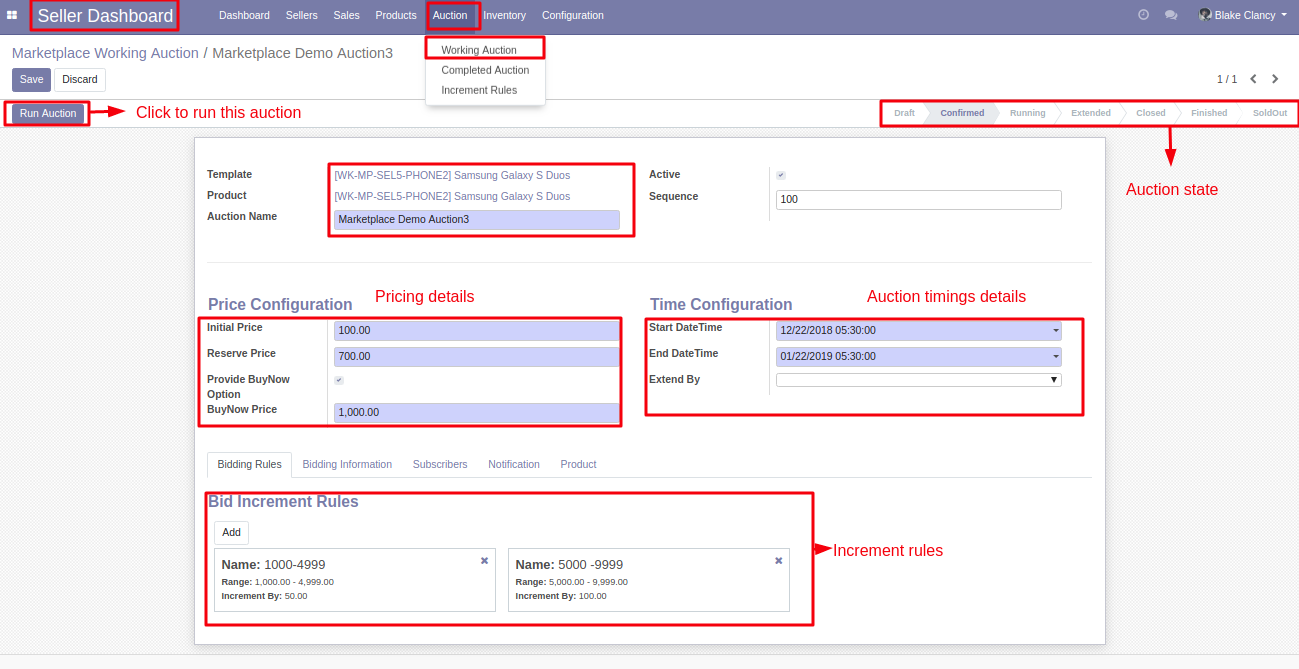 Seller Dashboard Dashboard Sellers Sales Products Auction Inventory Configuration Blake Clancy
Marketplace Working Auction / Marketplace Demo Auction3
Working Auction
Completed Auction
Increment Rules
Save Discard
1 / 1
Run Auction Click to run this auction
Draft Confirmed Running Extended Closed Finished SoldOut
Auction state
Template [WK-MP-SEL5-PHONE2] Samsung Galaxy S Duos
Product [WK-MP-SEL5-PHONE2] Samsung Galaxy S Duos
Auction Name Marketplace Demo Auction3
Active
Sequence 100
Price Configuration Pricing details
Initial Price 100.00
Reserve Price 700.00
Provide BuyNow
Option
BuyNow Price 1,000.00
Time Configuration Auction timings details
Start DateTime 12/22/2018 05:30:00
End DateTime 01/22/2019 05:30:00
Extend By
Bidding Rules Bidding Information Subscribers Notification Product
Bid Increment Rules
Add
Name: 1000-4999
Range: 1,000.00 - 4,999.00
Increment By: 50.00
Name: 5000 -9999
Range: 5,000.00 - 9,999.00
Increment By: 100.00
Increment rules